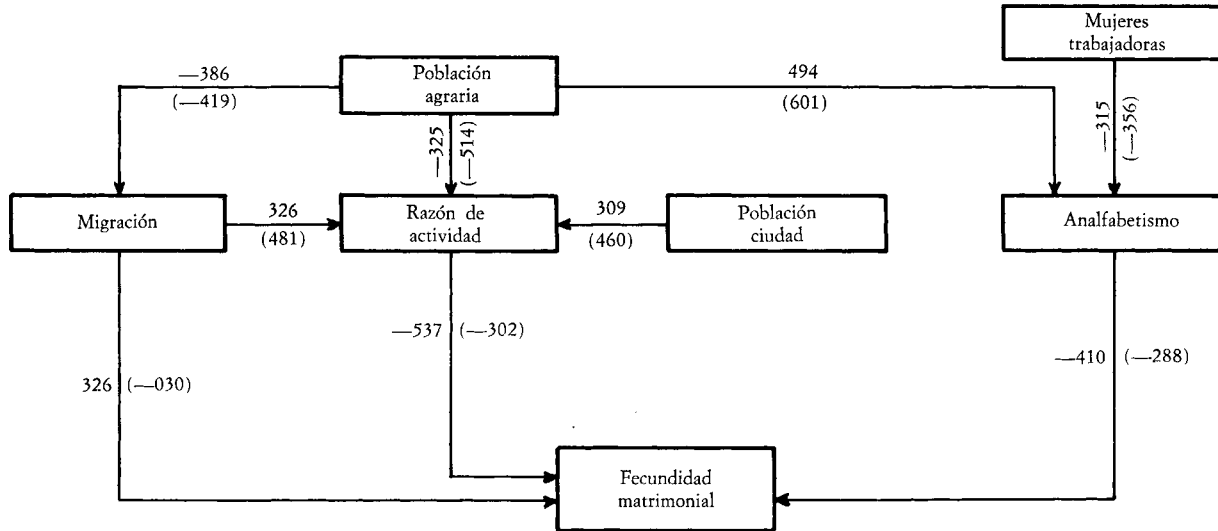 Mujeres
trabajadoras
—386
(—419)
Población
agraria
494
(601)
—325
(—514)
—315
(—356)
Migración
326
(481)
Razón de
actividad
309
(460)
Población
ciudad
Analfabetismo
—537 (—302)
—410 (—288)
326 (—030)
Fecundidad
matrimonial